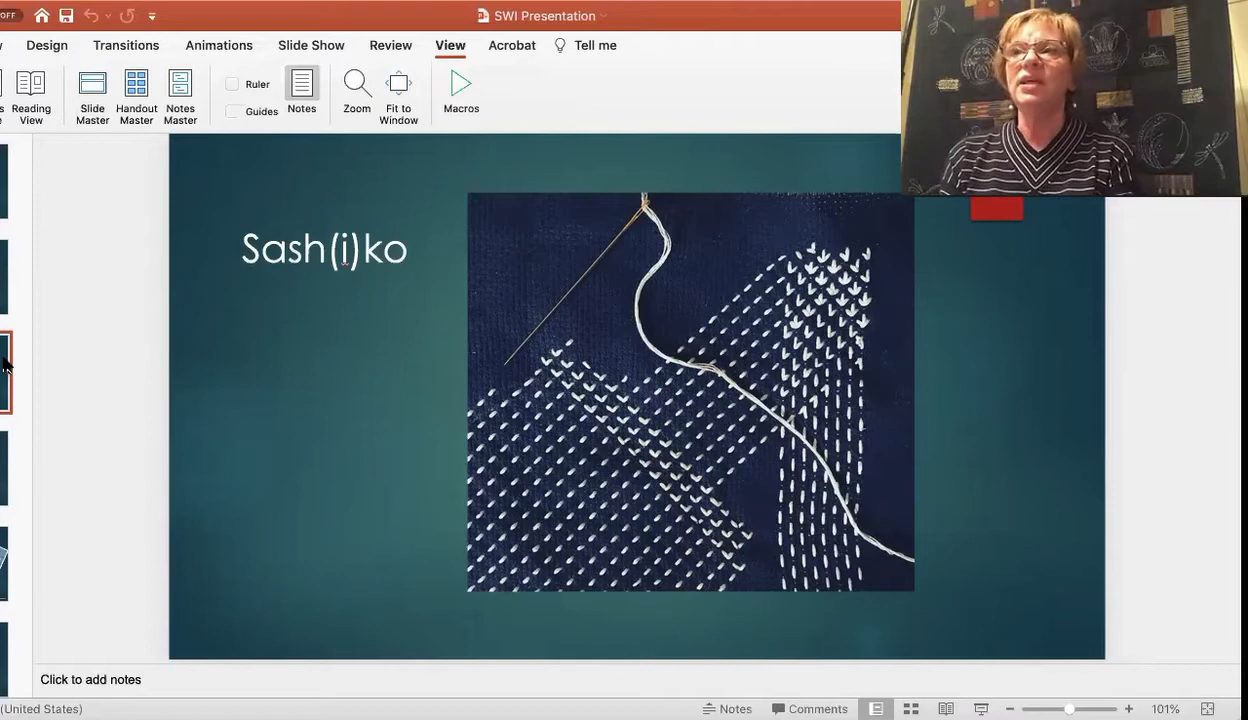 OFF
SWI Presentation
Design Transitions Animations Slide Show Review View Acrobat Tell me
Reading View
Slide Master
Handout Master
Notes Master
Ruler
Guides
Notes
Zoom
Fit to Window
Macros
Sash(i)ko
Click to add notes
(United States)
Notes Comments 101%